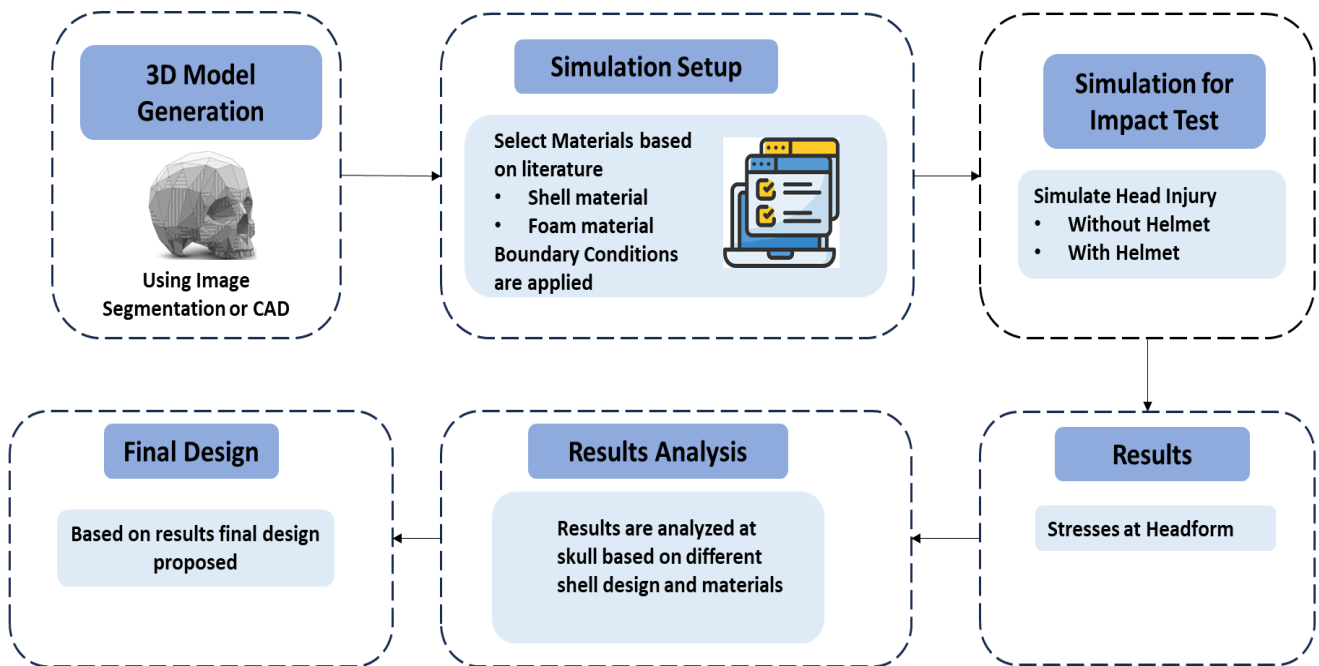 3D Model
Generation
Using Image
Segmentation or CAD
Simulation Setup
Select Materials based
on literature
• Shell material
• Foam material
Boundary Conditions
are applied
Simulation for
Impact Test
Simulate Head Injury
• Without Helmet
• With Helmet
Results
Stresses at Headform
Results Analysis
Results are analyzed at
skull based on different
shell design and materials
Final Design
Based on results final design
proposed